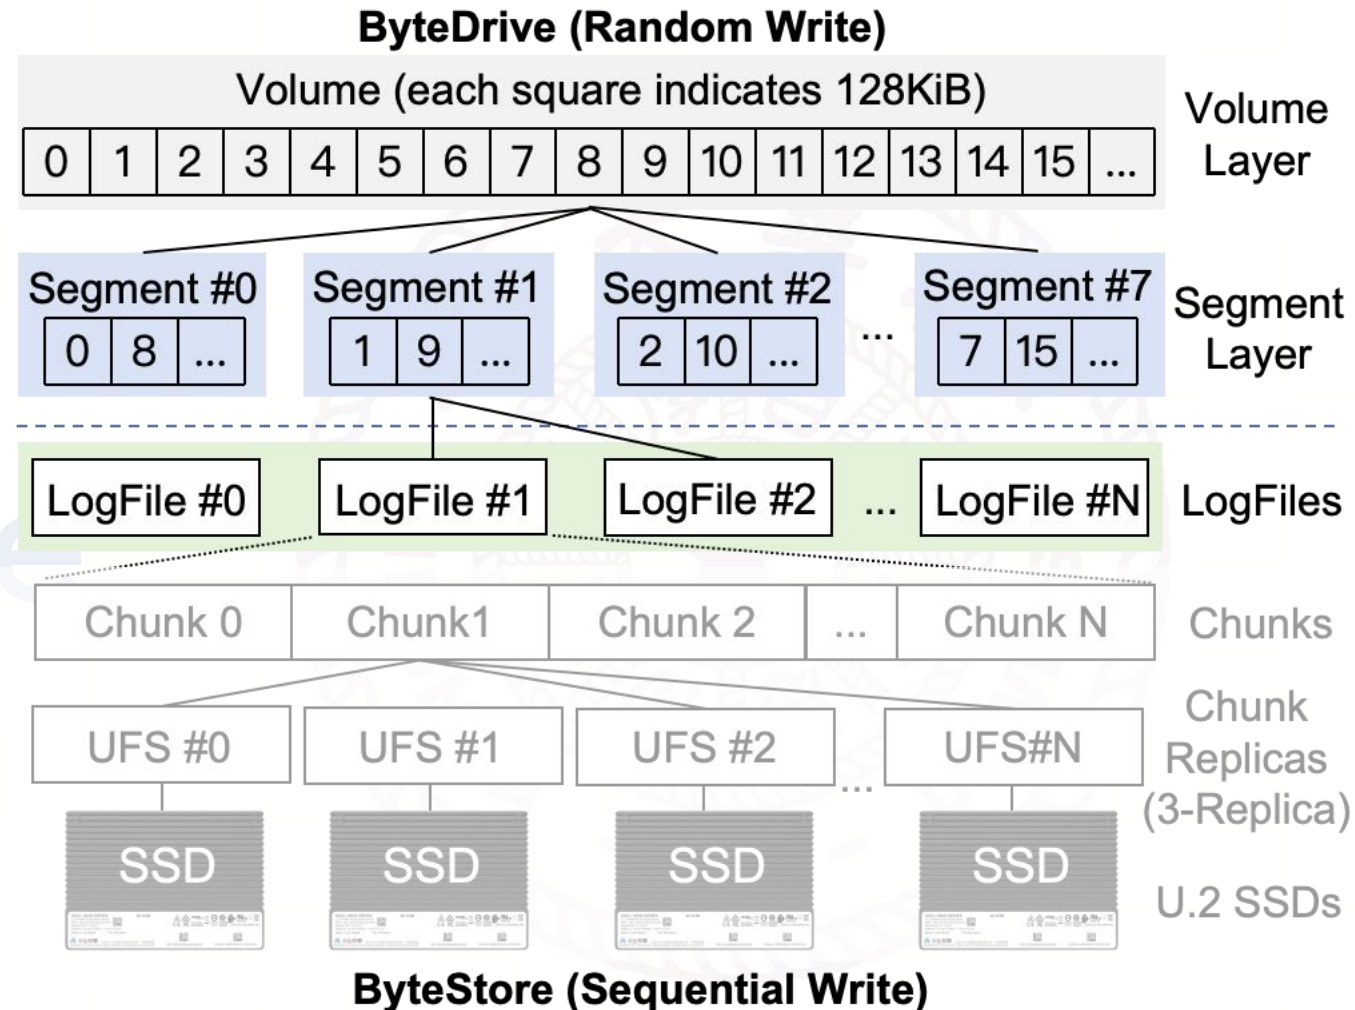 ByteDrive (Random Write)
Volume (each square indicates 128KiB)
0 1 2 3 4 5 6 7 8 9 10 11 12 13 14 15 ...
Volume
Layer
Segment #0
0 8 ...
Segment #1
1 9 ...
Segment #2
2 10 ...
...
Segment #7
7 15 ...
Segment
Layer
LogFile #0
LogFile #1
LogFile #2
...
LogFile #N
LogFiles
Chunk 0
Chunk1
Chunk 2
...
Chunk N
Chunks
UFS #0
UFS #1
UFS #2
...
UFS#N
Chunk
Replicas
(3-Replica)
SSD
SSD
SSD
SSD
U.2 SSDs
ByteStore (Sequential Write)